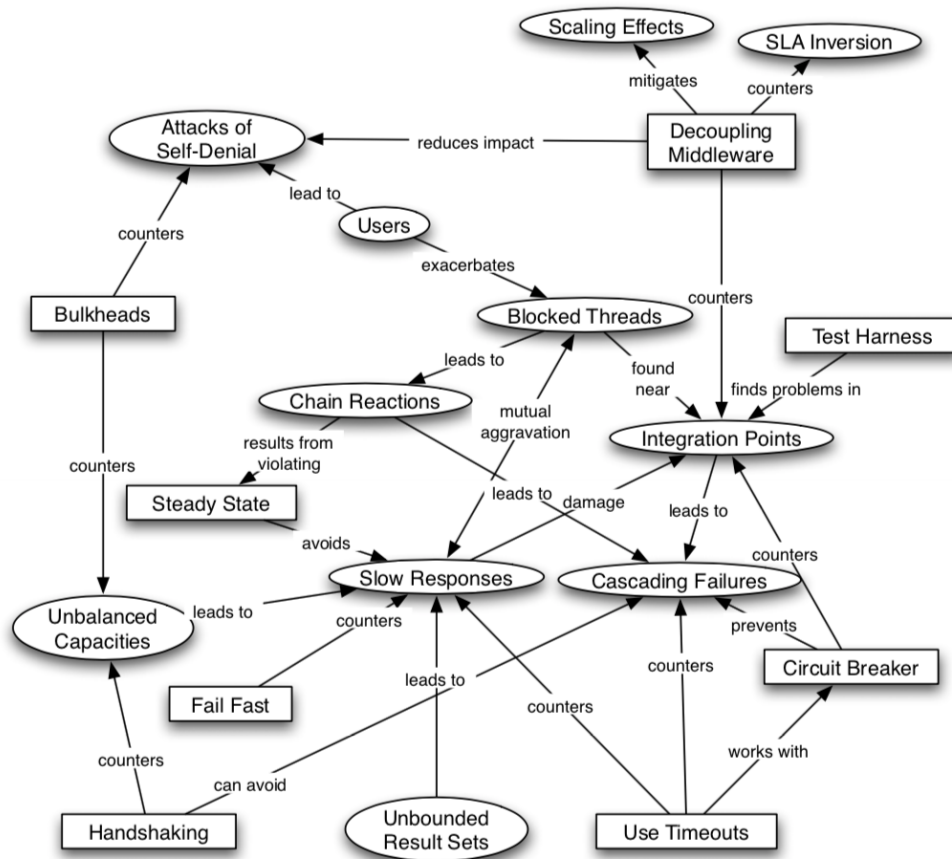 Scaling Effects
SLA Inversion
mitigates
counters
Attacks of
Self-Denial
reduces impact
Decoupling
Middleware
lead to
Users
counters
exacerbates
Bulkheads
counters
Blocked Threads
Test Harness
leads to
found
near
finds problems in
Chain Reactions
mutual
aggravation
Integration Points
results from
violating
counters
leads to
damage
Steady State
leads to
avoids
counters
Slow Responses
Cascading Failures
Unbalanced
Capacities
leads to
counters
prevents
leads to
counters
Circuit Breaker
Fail Fast
counters
works with
counters
can avoid
Handshaking
Unbounded
Result Sets
Use Timeouts